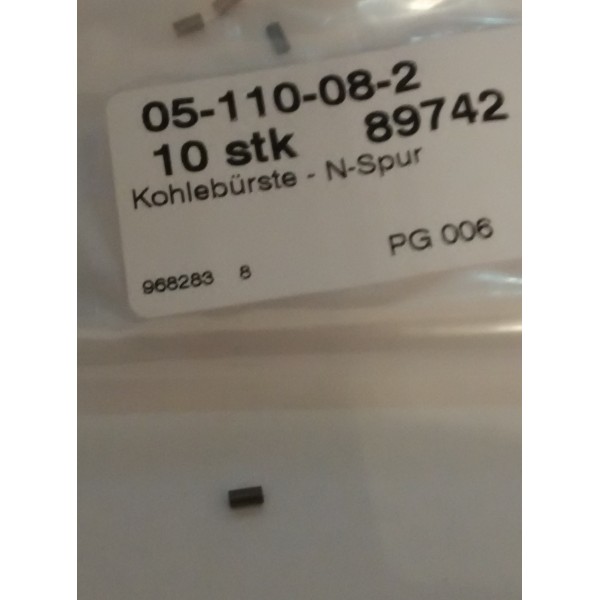 05-110-08-2
10 stk 89742
Kohlebürste - N-Spur
PG 006
968283 8